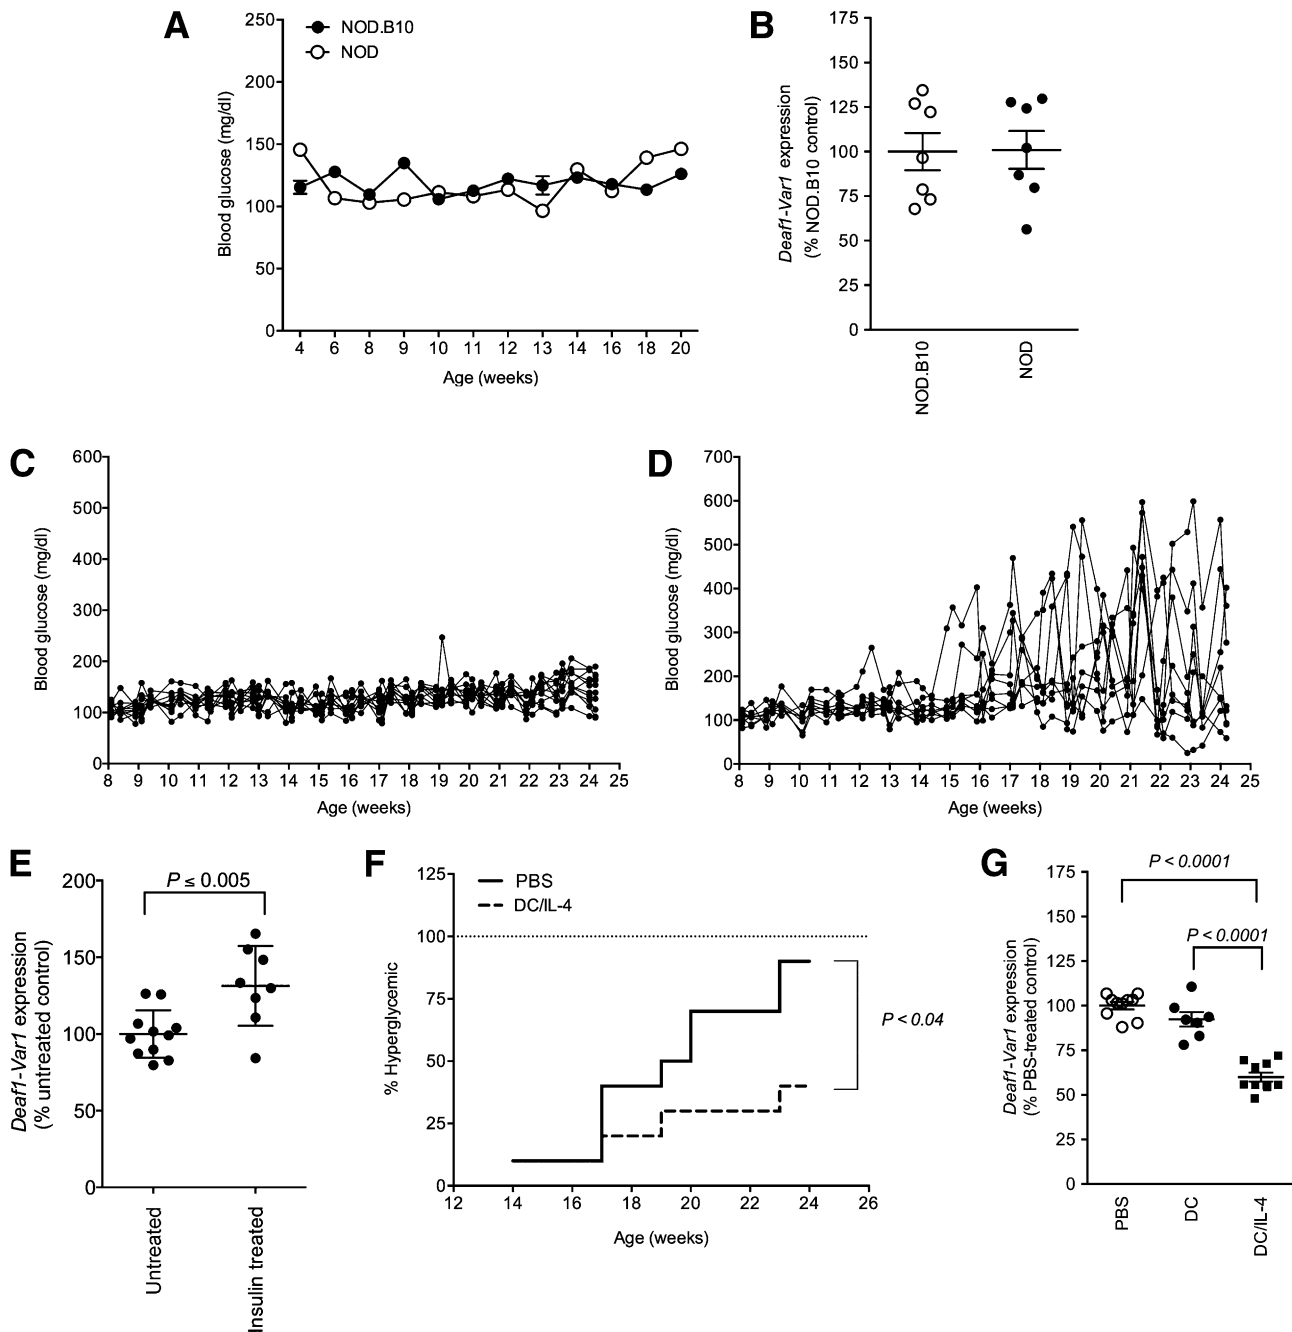 A
250
200
150
100
50
0
Blood glucose (mg/dl)
NOD.B10
NOD
4 6 8 9 10 11 12 13 14 16 18 20
Age (weeks)
B
175
150
125
100
75
50
25
0
Deaf1-Var1 expression
(% NOD.B10 control)
NOD.B10
NOD
C
600
500
400
300
200
100
0
Blood glucose (mg/dl)
8 9 10 11 12 13 14 15 16 17 18 19 20 21 22 23 24 25
Age (weeks)
D
700
600
500
400
300
200
100
0
Blood glucose (mg/dl)
8 9 10 11 12 13 14 15 16 17 18 19 20 21 22 23 24 25
Age (weeks)
E
200
150
100
50
0
Deaf1-Var1 expression
(% untreated control)
P ≤ 0.005
Untreated
Insulin treated
F
125
100
75
50
25
0
% Hyperglycemic
PBS
DC/IL-4
P < 0.04
12 14 16 18 20 22 24 26
Age (weeks)
G
175
150
125
100
75
50
25
0
Deaf1-Var1 expression
(% PBS-treated control)
P < 0.0001
P < 0.0001
PBS
DC
DC/IL-4